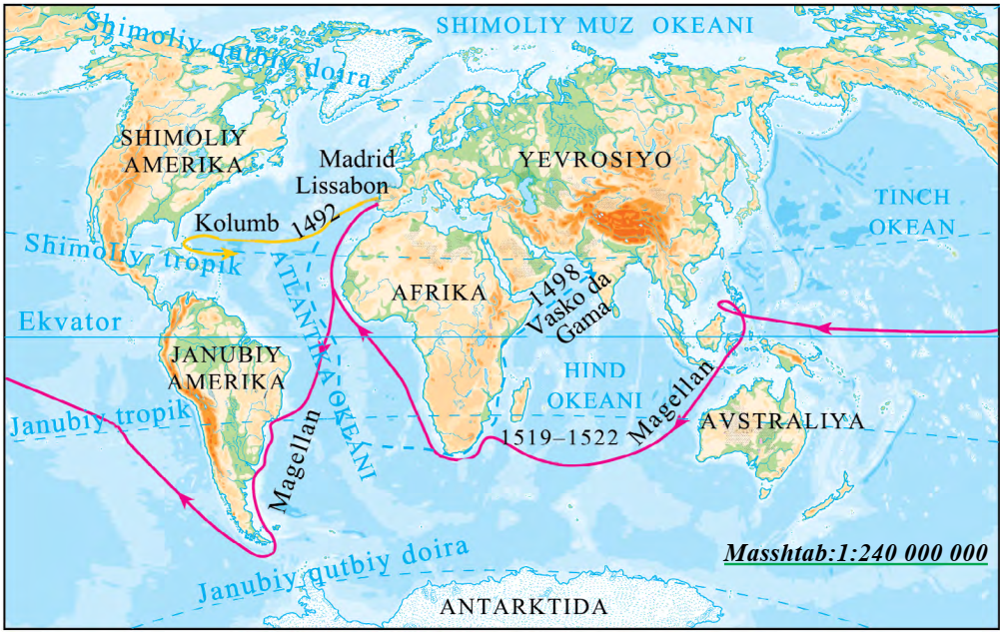 SHIMOLIY MUZ OKEANI
Shimoliy qutbiy doira
SHIMOLIY
AMERIKA
Madrid
Lissabon
YEVROSIYO
TINCH
OKEAN
Kolumb
1492
Shimoliy tropik
ATLANTIKA OKEANI
AFRIKA
1498
Vasko da
Gama
Ekvator
JANUBIY
AMERIKA
HIND
OKEANI
Magellan
Janubiy tropik
Magellan
1519–1522
AVSTRALIYA
Janubiy qutbiy doira
Masshtab:1:240 000 000
ANTARKTIDA